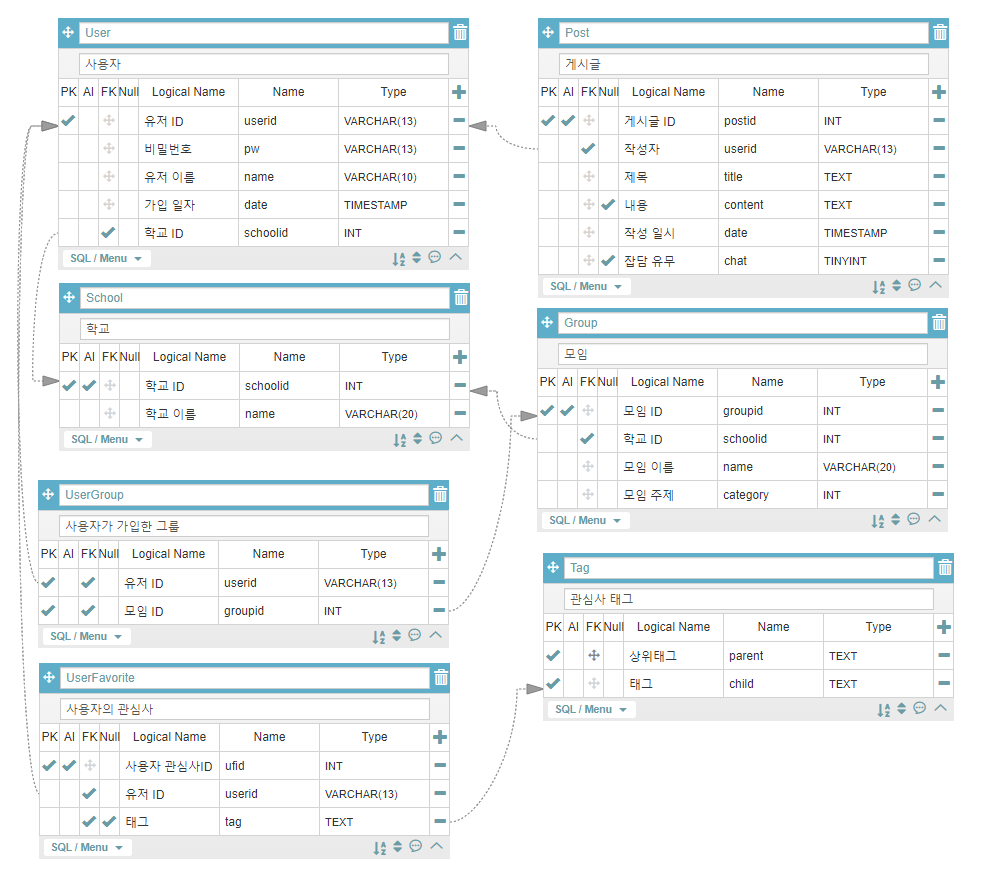 User
사용자
PK AI FK Null Logical Name Name Type
유저 ID userid VARCHAR(13)
비밀번호 pw VARCHAR(13)
유저 이름 name VARCHAR(10)
가입 일자 date TIMESTAMP
학교 ID schoolid INT
SQL / Menu
School
학교
PK AI FK Null Logical Name Name Type
학교 ID schoolid INT
학교 이름 name VARCHAR(20)
SQL / Menu
UserGroup
사용자가 가입한 그룹
PK AI FK Null Logical Name Name Type
유저 ID userid VARCHAR(13)
모임 ID groupid INT
SQL / Menu
UserFavorite
사용자의 관심사
PK AI FK Null Logical Name Name Type
사용자 관심사ID ufid INT
유저 ID userid VARCHAR(13)
태그 tag TEXT
SQL / Menu
Post
게시글
PK AI FK Null Logical Name Name Type
게시글 ID postid INT
작성자 userid VARCHAR(13)
제목 title TEXT
내용 content TEXT
작성 일시 date TIMESTAMP
잡담 유무 chat TINYINT
SQL / Menu
Group
모임
PK AI FK Null Logical Name Name Type
모임 ID groupid INT
학교 ID schoolid INT
모임 이름 name VARCHAR(20)
모임 주제 category INT
SQL / Menu
Tag
관심사 태그
PK AI FK Null Logical Name Name Type
상위태그 parent TEXT
태그 child TEXT
SQL / Menu